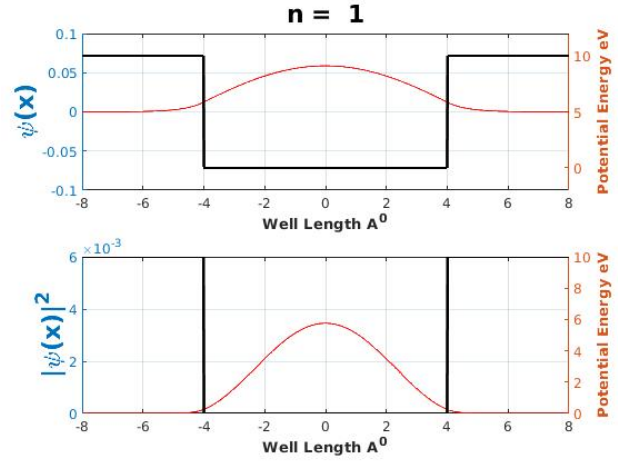 n = 1
0.1
0.05
0
-0.05
-0.1
ψ(x)
10
5
0
Potential Energy eV
-8 -6 -4 -2 0 2 4 6 8
Well Length A⁰
×10⁻³
6
4
2
0
|ψ(x)|²
10
8
6
4
2
0
Potential Energy eV
-8 -6 -4 -2 0 2 4 6 8
Well Length A⁰